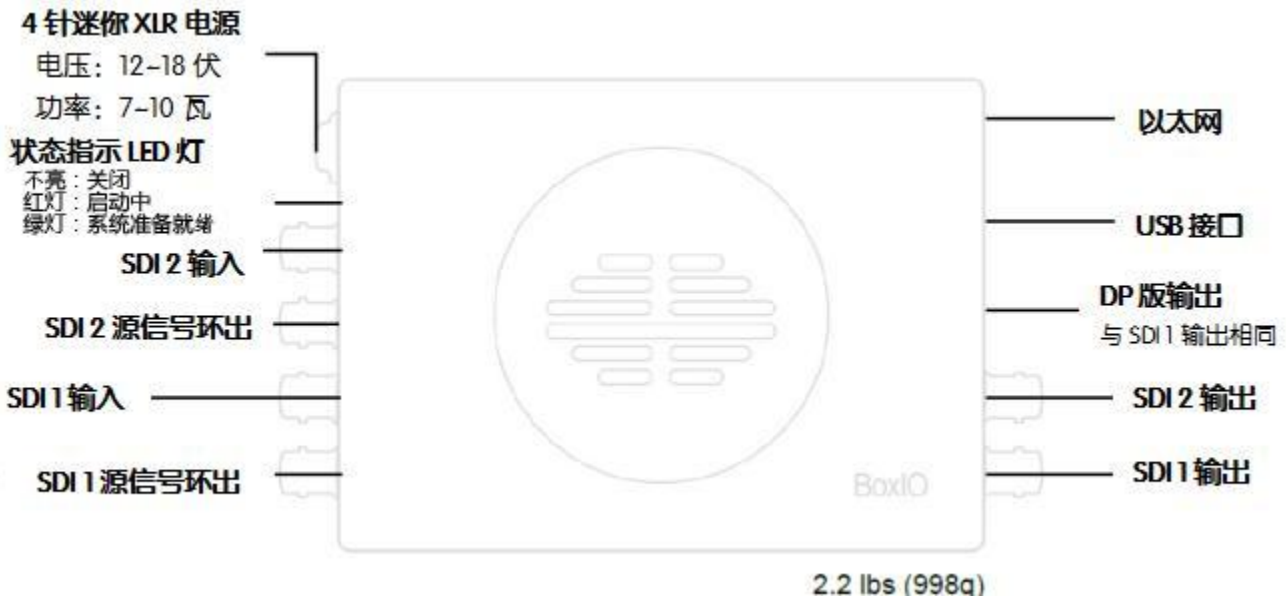 4 针迷你 XLR 电源
电压：12-18 伏
功率：7-10 瓦
状态指示 LED 灯
不亮：关闭
红灯：启动中
绿灯：系统准备就绪
SDI 2 输入
SDI 2 源信号环出
SDI 1 输入
SDI 1 源信号环出
以太网
USB 接口
DP 版输出
与 SDI 1 输出相同
SDI 2 输出
SDI 1 输出
BoxIO
2.2 lbs (998g)